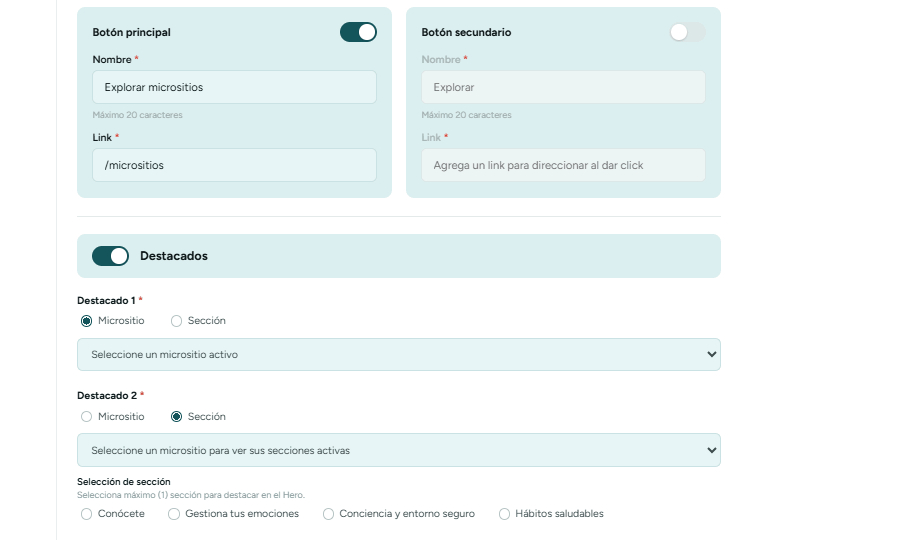 Botón principal
Nombre *
Explorar micrositios
Máximo 20 caracteres
Link *
/micrositios
Botón secundario
Nombre *
Explorar
Máximo 20 caracteres
Link *
Agrega un link para direccionar al dar click
Destacados
Destacado 1 *
Micrositio Sección
Seleccione un micrositio activo
Destacado 2 *
Micrositio Sección
Seleccione un micrositio para ver sus secciones activas
Selección de sección
Selecciona máximo (1) sección para destacar en el Hero.
Conócete Gestiona tus emociones Conciencia y entorno seguro Hábitos saludables